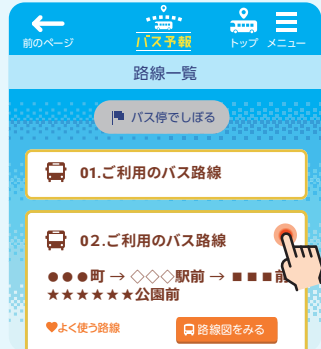 前のページ
バス予報
トップ
メニュー
路線一覧
バス停でしぼる
01.ご利用のバス路線
02.ご利用のバス路線
●●●町 → ◇◇◇駅前 → ■■■前
★★★★★★公園前
♥よく使う路線
路線図をみる